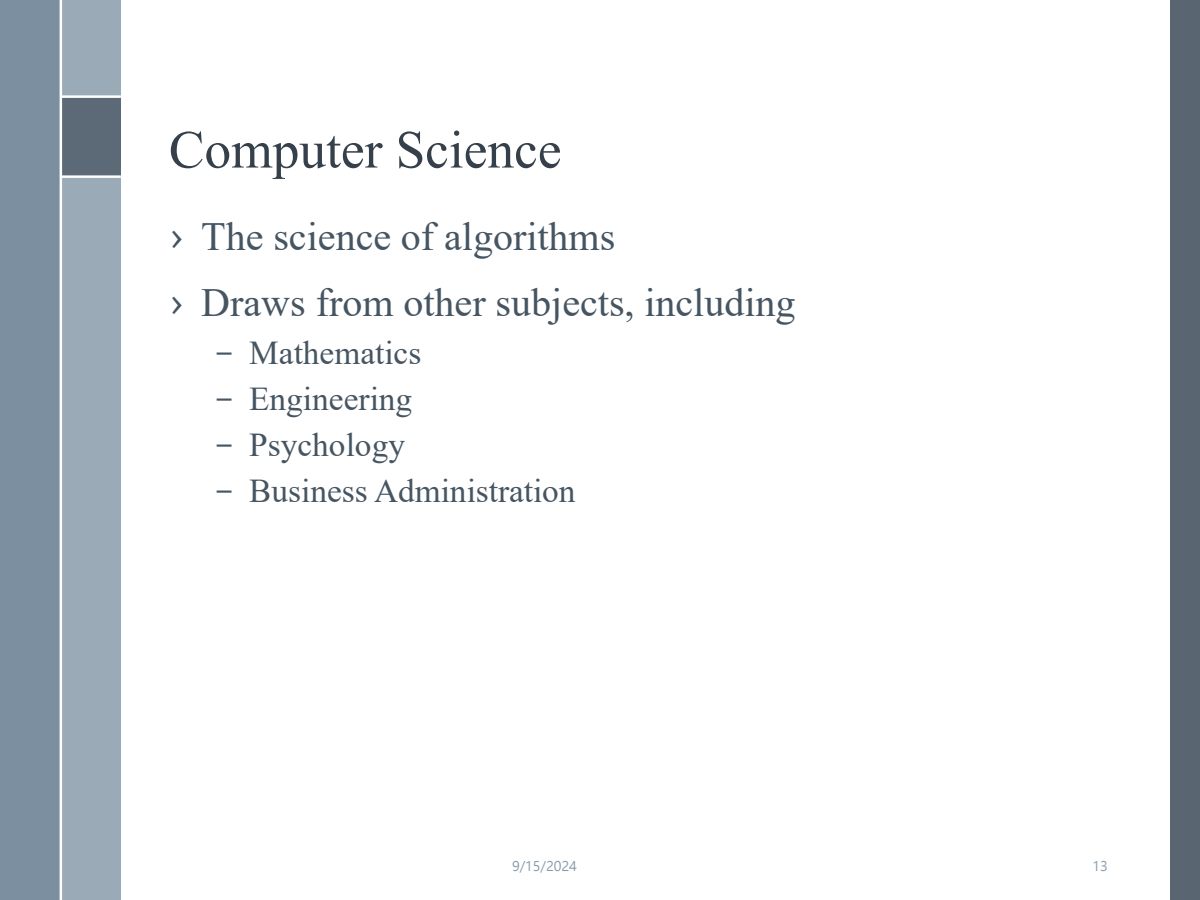 Computer Science
› The science of algorithms
› Draws from other subjects, including
– Mathematics
– Engineering
– Psychology
– Business Administration
9/15/2024
13